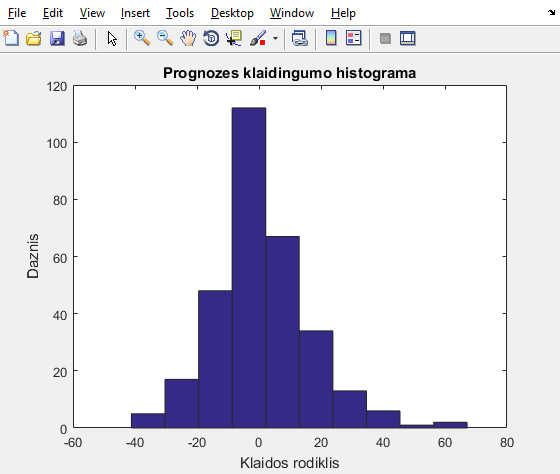 File Edit View Insert Tools Desktop Window Help
Prognozes klaidingumo histograma
120
100
80
60
40
20
0
Daznis
-60 -40 -20 0 20 40 60 80
Klaidos rodiklis